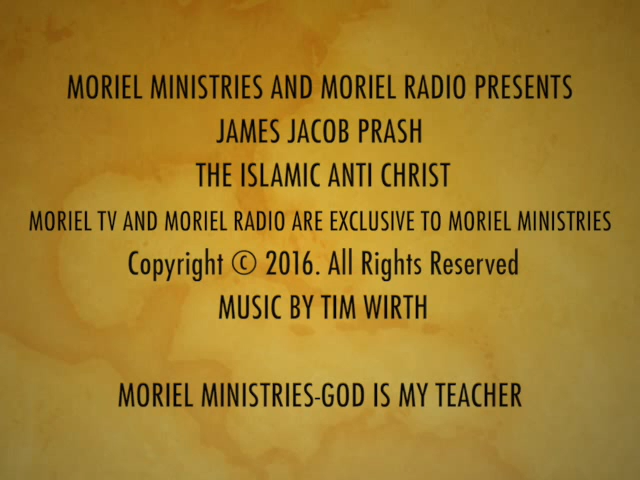 MORIEL MINISTRIES AND MORIEL RADIO PRESENTS
JAMES JACOB PRASH
THE ISLAMIC ANTI CHRIST
MORIEL TV AND MORIEL RADIO ARE EXCLUSIVE TO MORIEL MINISTRIES
Copyright © 2016. All Rights Reserved
MUSIC BY TIM WIRTH
MORIEL MINISTRIES-GOD IS MY TEACHER